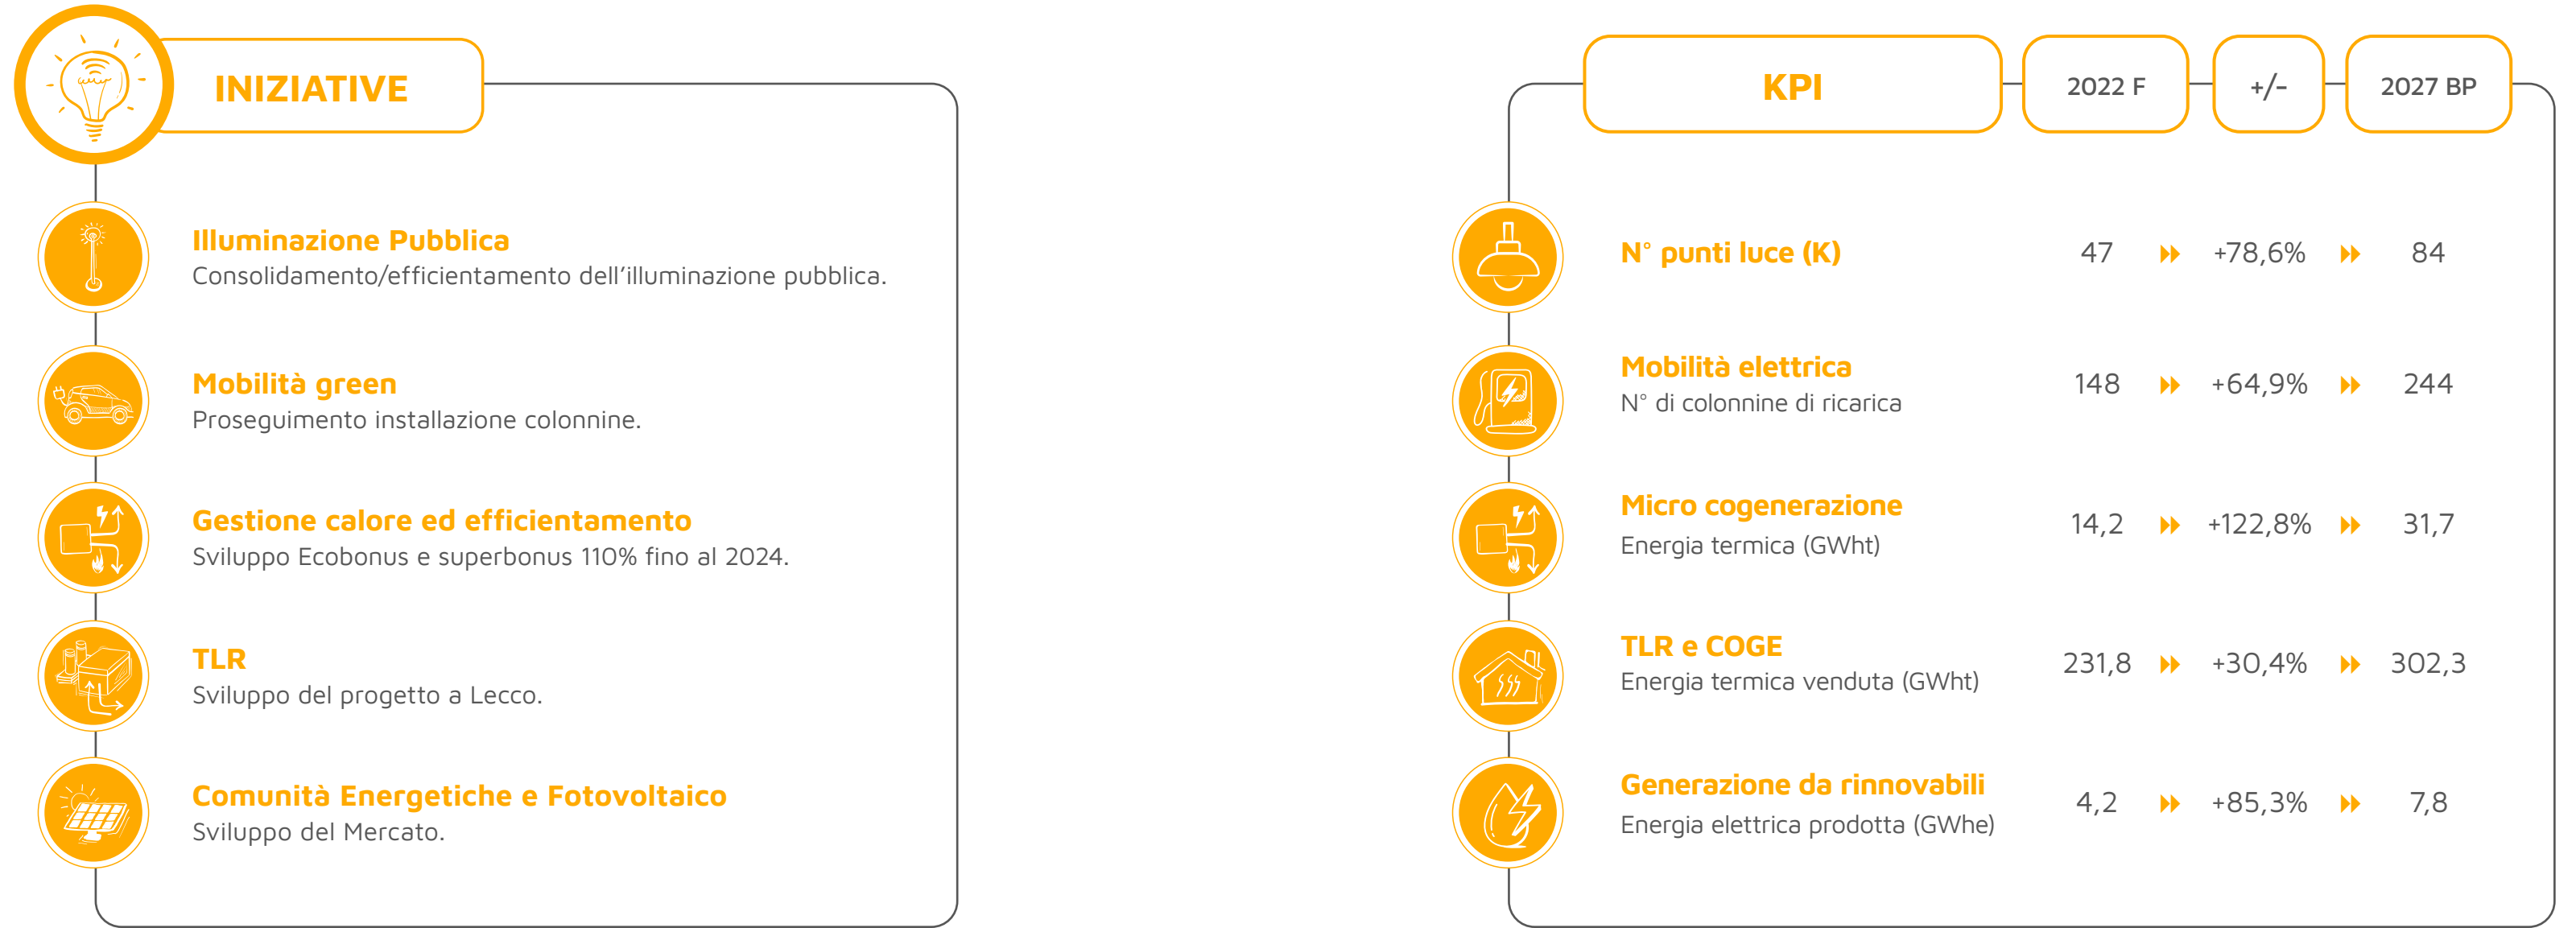 INIZIATIVE
Illuminazione Pubblica
Consolidamento/efficientamento dell’illuminazione pubblica.
Mobilità green
Proseguimento installazione colonnine.
Gestione calore ed efficientamento
Sviluppo Ecobonus e superbonus 110% fino al 2024.
TLR
Sviluppo del progetto a Lecco.
Comunità Energetiche e Fotovoltaico
Sviluppo del Mercato.
KPI 2022 F +/- 2027 BP
N° punti luce (K) 47 +78,6% 84
Mobilità elettrica
N° di colonnine di ricarica 148 +64,9% 244
Micro cogenerazione
Energia termica (GWht) 14,2 +122,8% 31,7
TLR e COGE
Energia termica venduta (GWht) 231,8 +30,4% 302,3
Generazione da rinnovabili
Energia elettrica prodotta (GWhe) 4,2 +85,3% 7,8